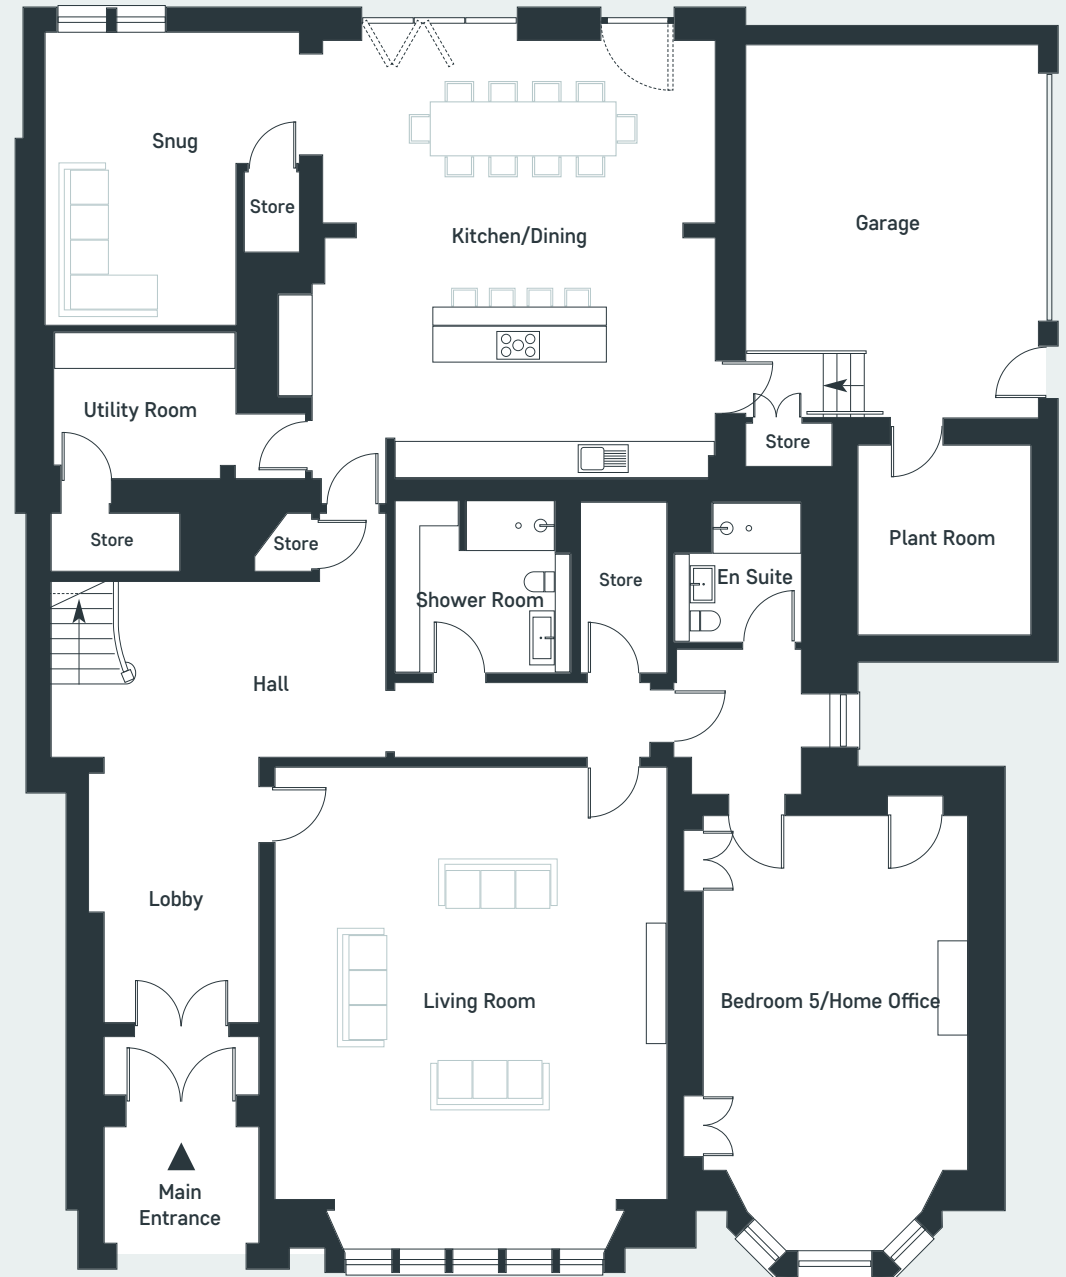 Snug
Store
Kitchen/Dining
Garage
Utility Room
Store
Store
Store
Plant Room
Shower Room
Store
En Suite
Hall
Lobby
Living Room
Bedroom 5/Home Office
Main
Entrance